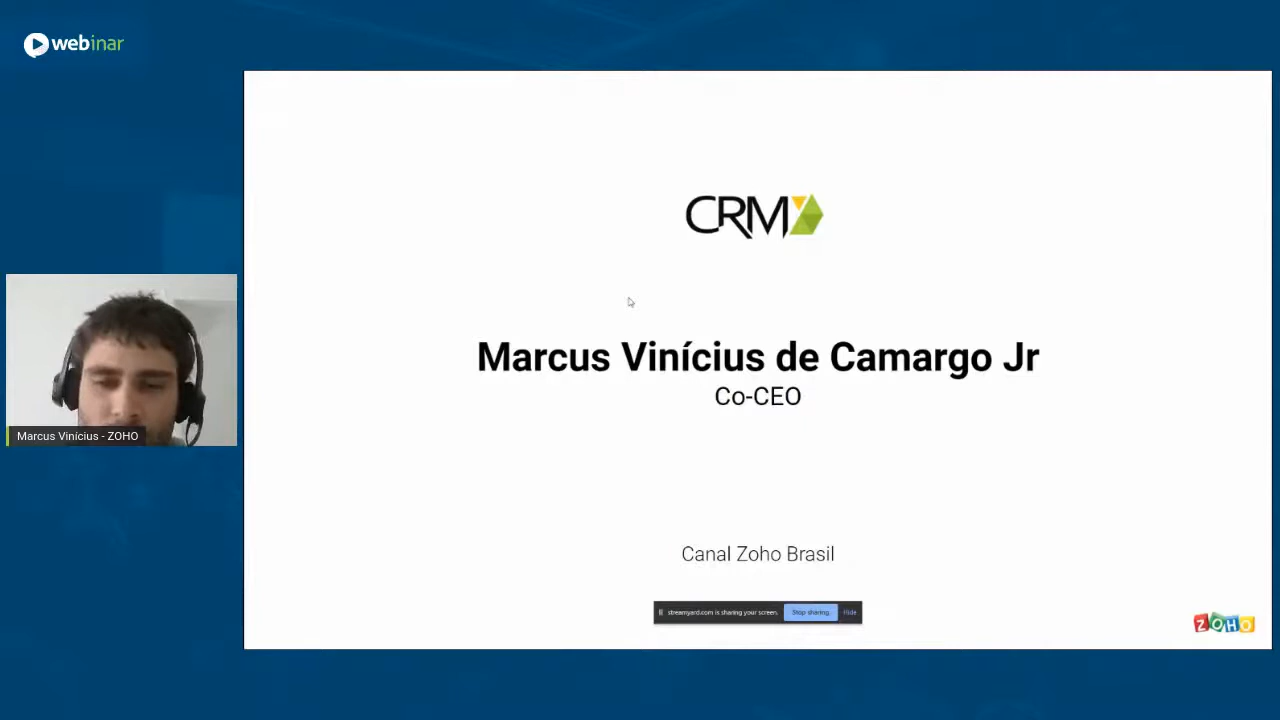 webinar
CRM
Marcus Vinícius de Camargo Jr
Co-CEO
Marcus Vinícius - ZOHO
Canal Zoho Brasil
streamyard.com is sharing your screen. Stop sharing Hide
ZOHO